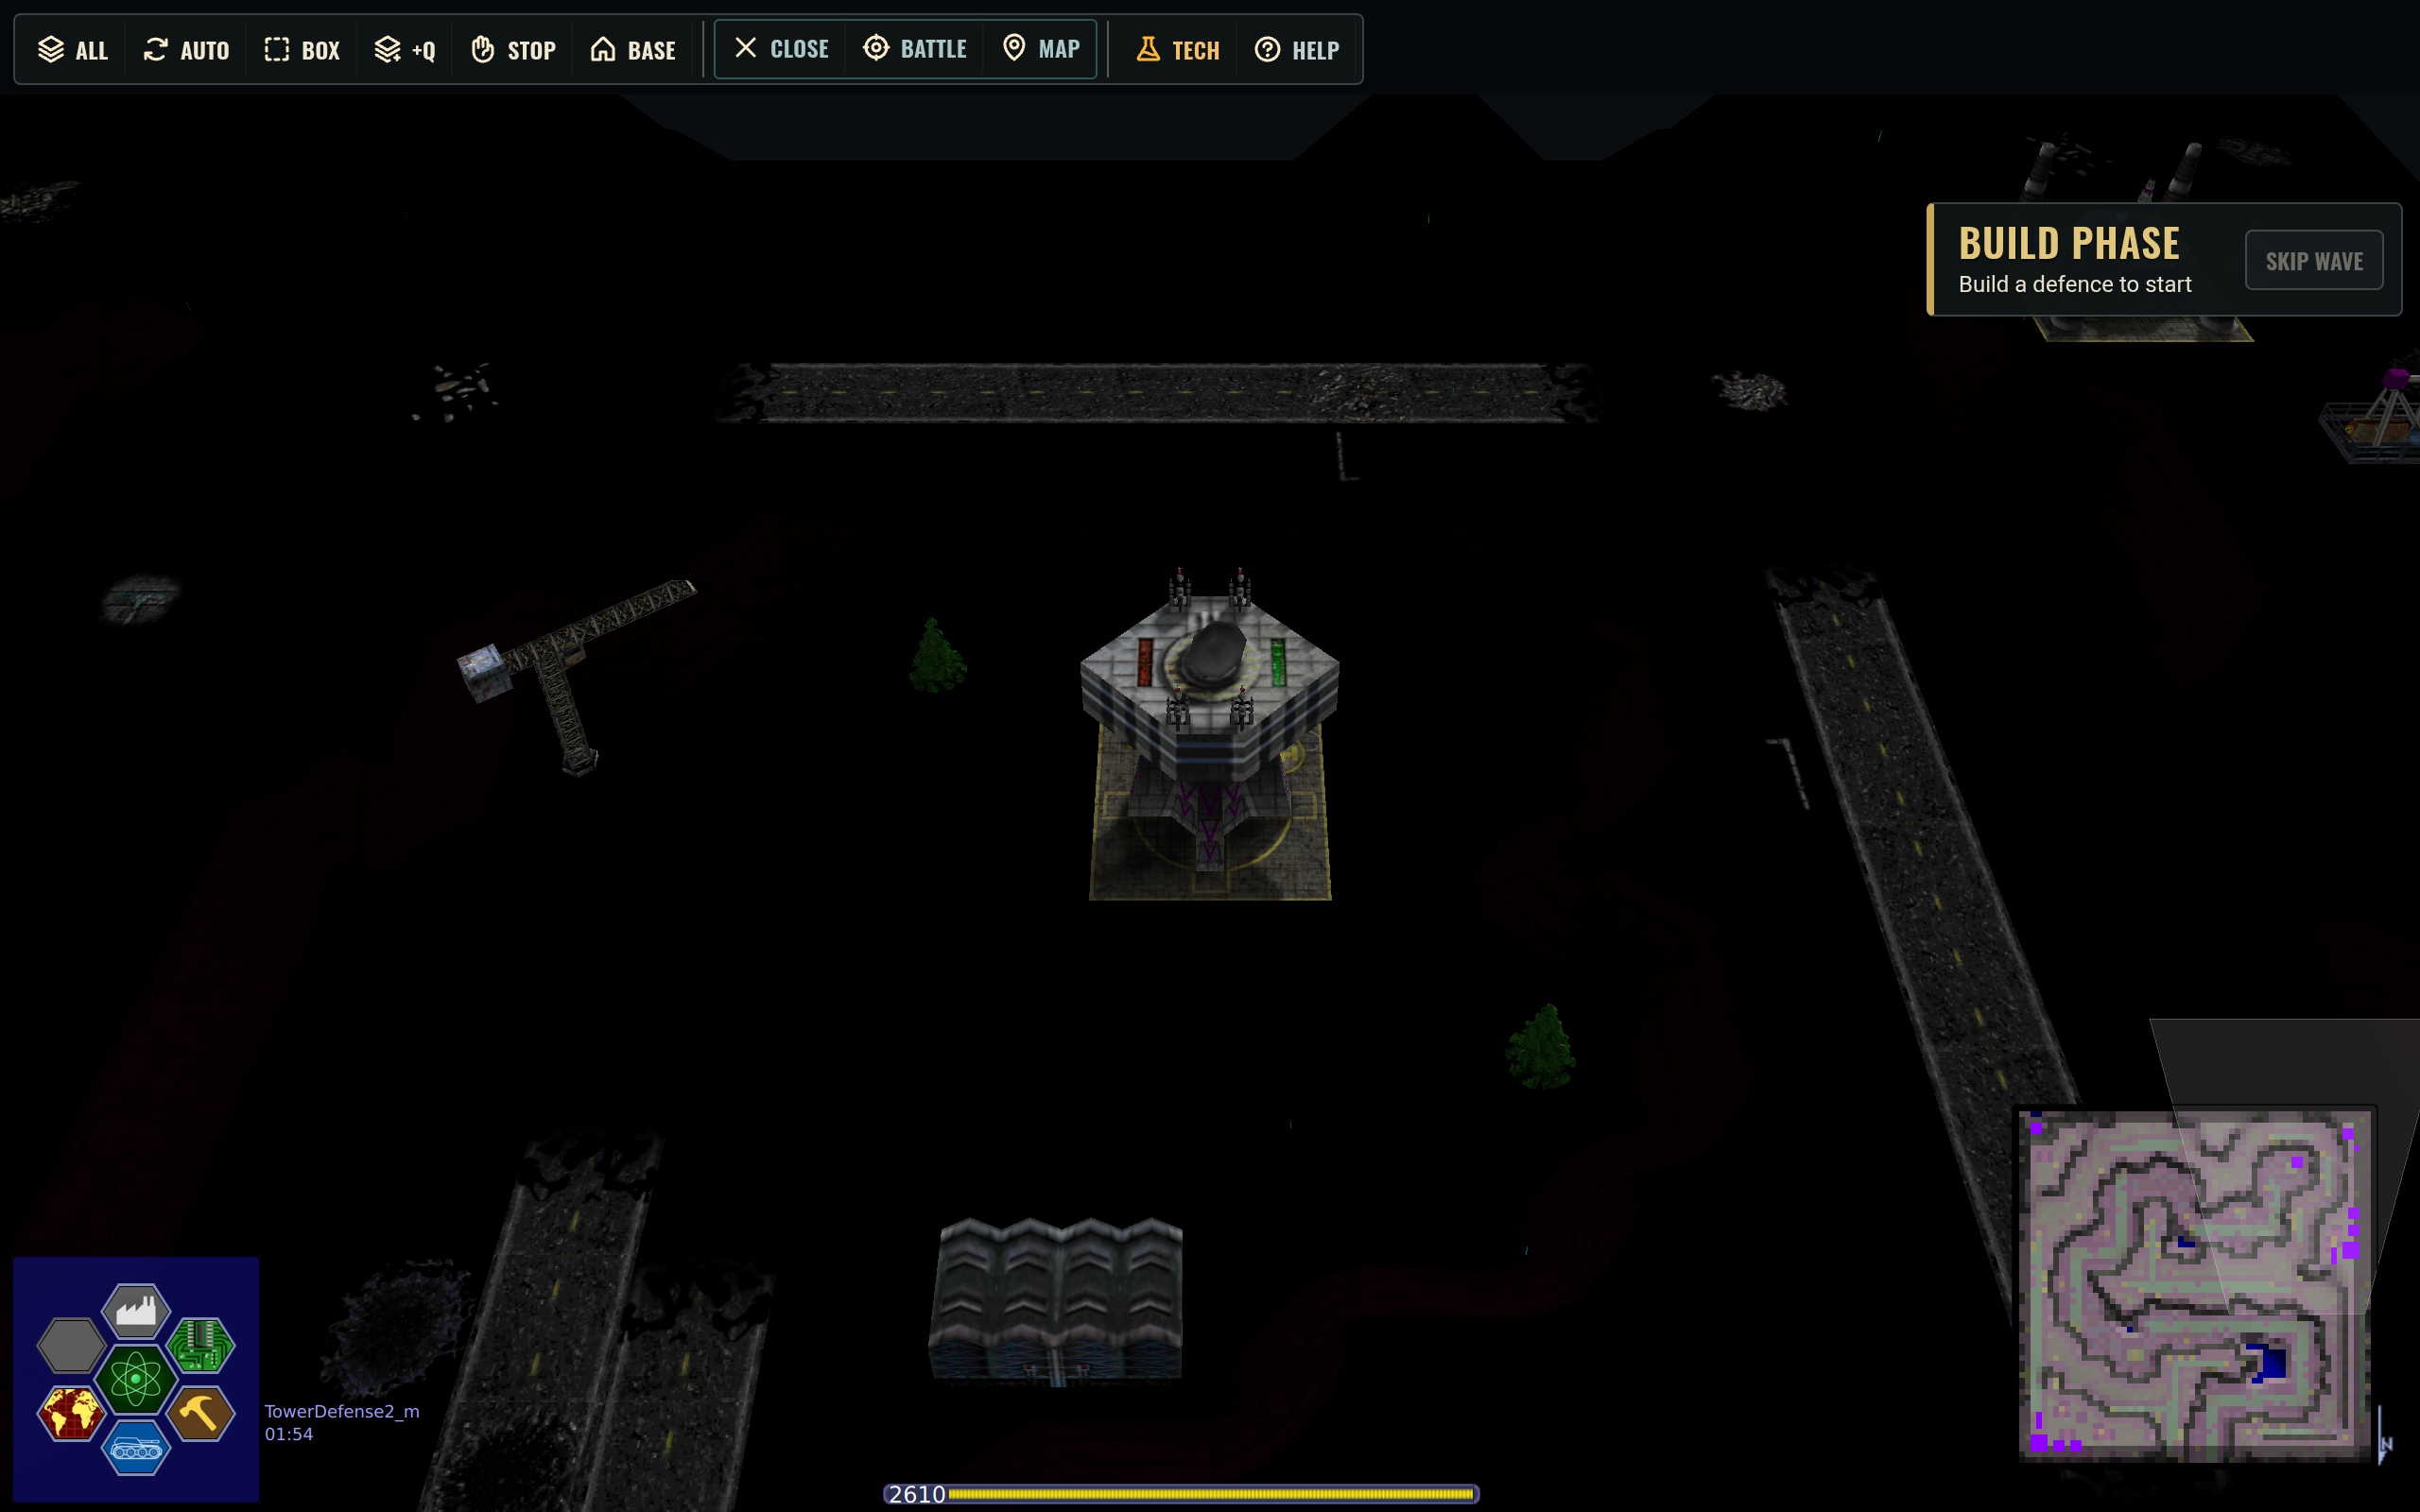 ALL AUTO BOX +Q STOP BASE CLOSE BATTLE MAP TECH HELP
BUILD PHASE
Build a defence to start
SKIP WAVE
TowerDefense2_m
01:54
N
2610